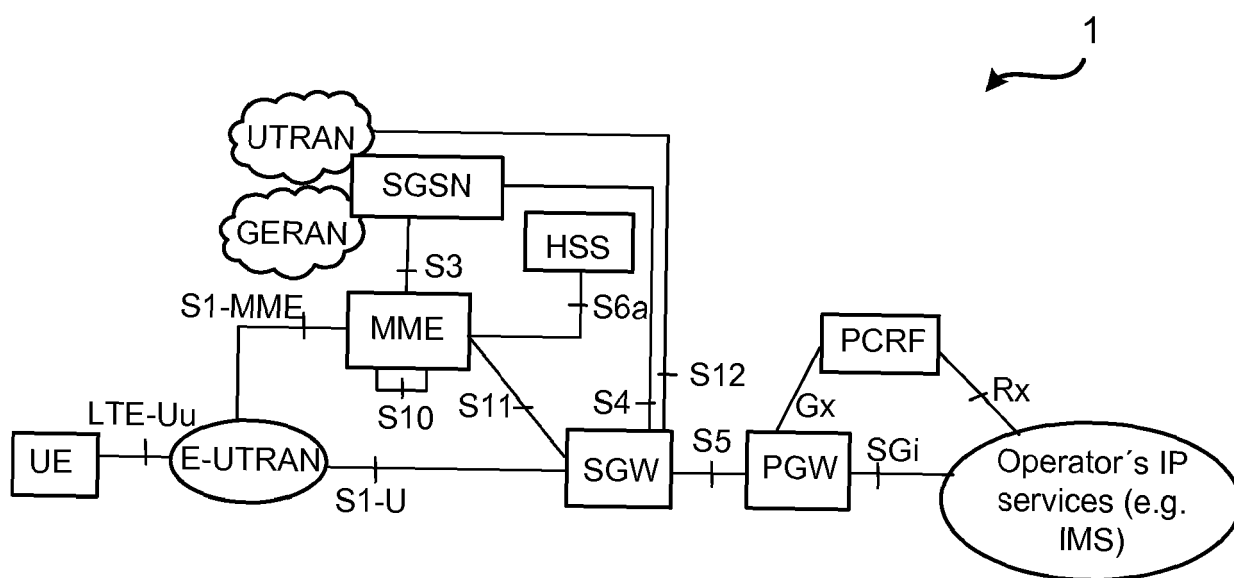 1
UTRAN
SGSN
GERAN
HSS
S3
S6a
S1-MME
MME
PCRF
S12
Rx
S10
S11
S4
Gx
LTE-Uu
UE
E-UTRAN
S1-U
SGW
S5
PGW
SGi
Operator´s IP
services (e.g.
IMS)